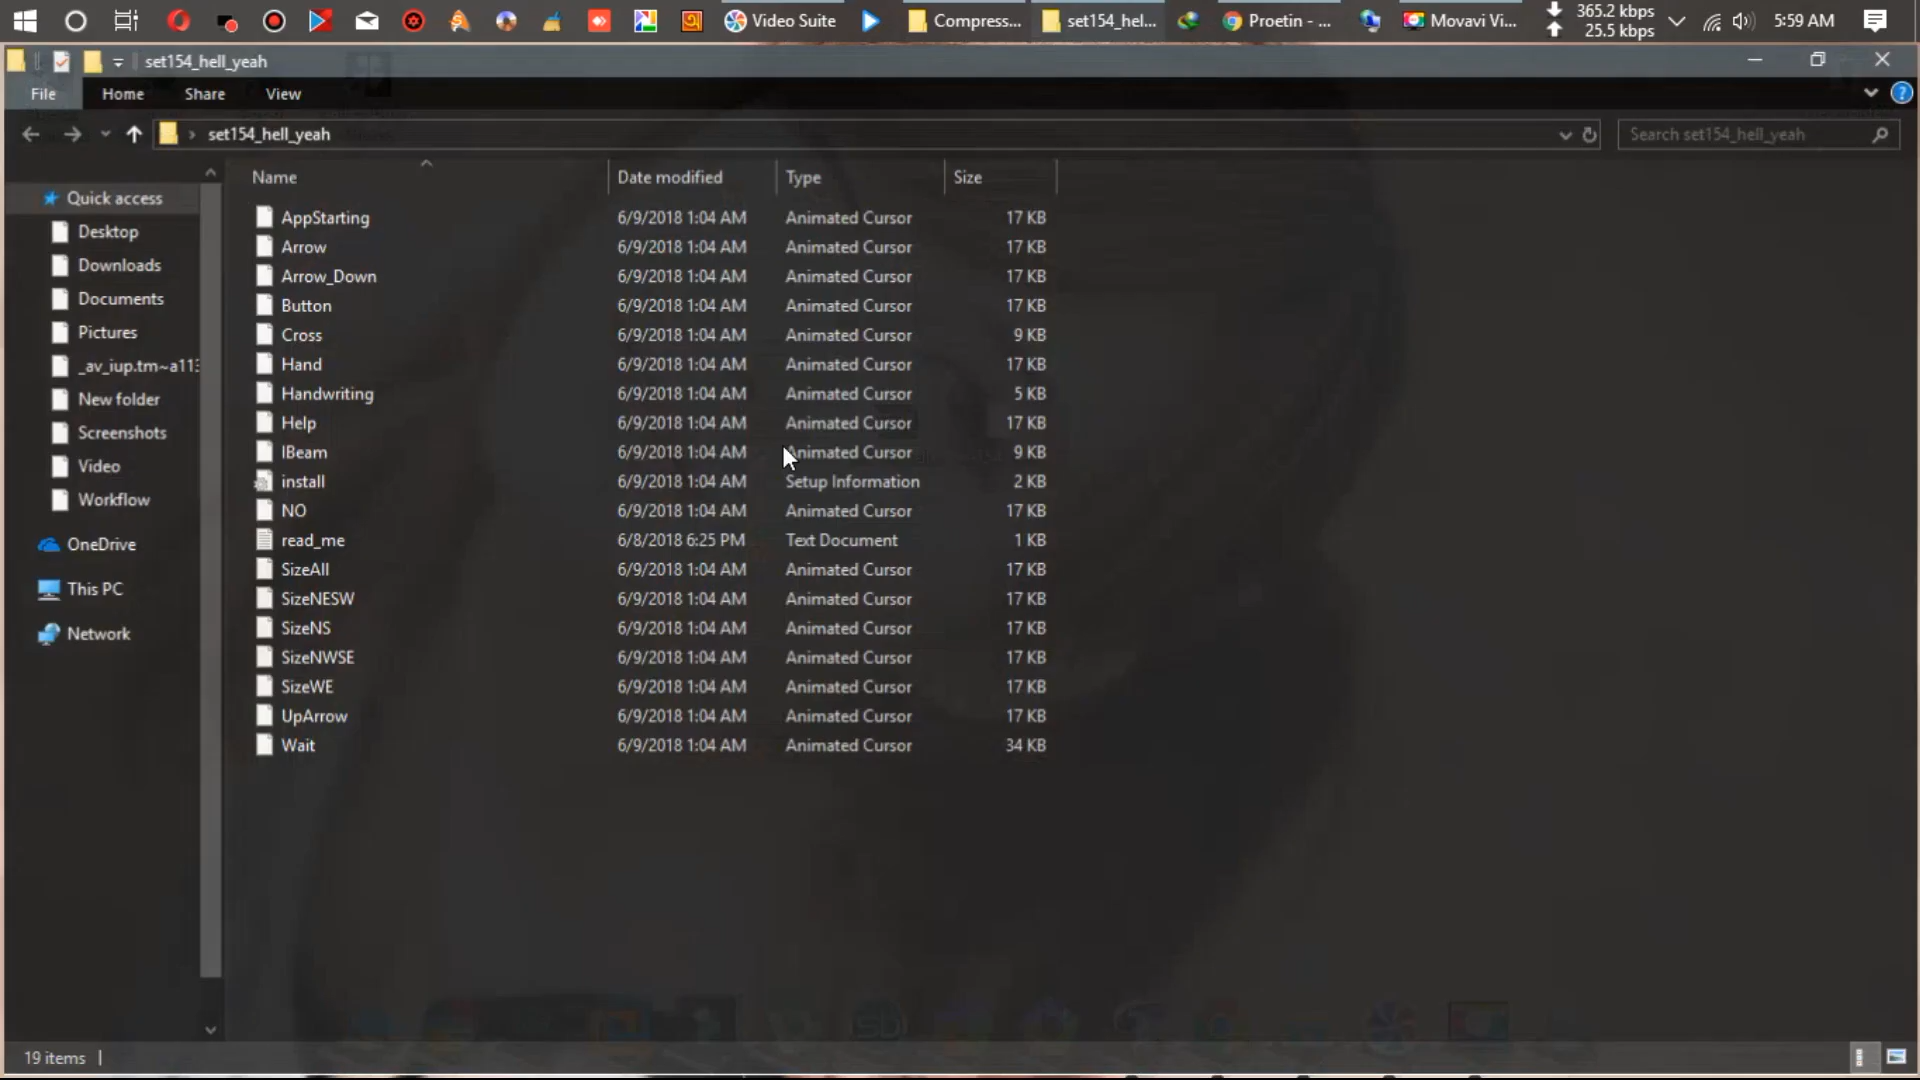 Video Suite
Compress...
set154_hel...
Proetin - ...
Movavi Vi...
365.2 kbps
25.5 kbps
5:59 AM
set154_hell_yeah
File Home Share View
set154_hell_yeah
Search set154_hell_yeah
Name Date modified Type Size
Quick access
Desktop
Downloads
Documents
Pictures
_av_iup.tm~a113
New folder
Screenshots
Video
Workflow
OneDrive
This PC
Network
AppStarting 6/9/2018 1:04 AM Animated Cursor 17 KB
Arrow 6/9/2018 1:04 AM Animated Cursor 17 KB
Arrow_Down 6/9/2018 1:04 AM Animated Cursor 17 KB
Button 6/9/2018 1:04 AM Animated Cursor 17 KB
Cross 6/9/2018 1:04 AM Animated Cursor 9 KB
Hand 6/9/2018 1:04 AM Animated Cursor 17 KB
Handwriting 6/9/2018 1:04 AM Animated Cursor 5 KB
Help 6/9/2018 1:04 AM Animated Cursor 17 KB
IBeam 6/9/2018 1:04 AM Animated Cursor 9 KB
install 6/9/2018 1:04 AM Setup Information 2 KB
NO 6/9/2018 1:04 AM Animated Cursor 17 KB
read_me 6/8/2018 6:25 PM Text Document 1 KB
SizeAll 6/9/2018 1:04 AM Animated Cursor 17 KB
SizeNESW 6/9/2018 1:04 AM Animated Cursor 17 KB
SizeNS 6/9/2018 1:04 AM Animated Cursor 17 KB
SizeNWSE 6/9/2018 1:04 AM Animated Cursor 17 KB
SizeWE 6/9/2018 1:04 AM Animated Cursor 17 KB
UpArrow 6/9/2018 1:04 AM Animated Cursor 17 KB
Wait 6/9/2018 1:04 AM Animated Cursor 34 KB
19 items